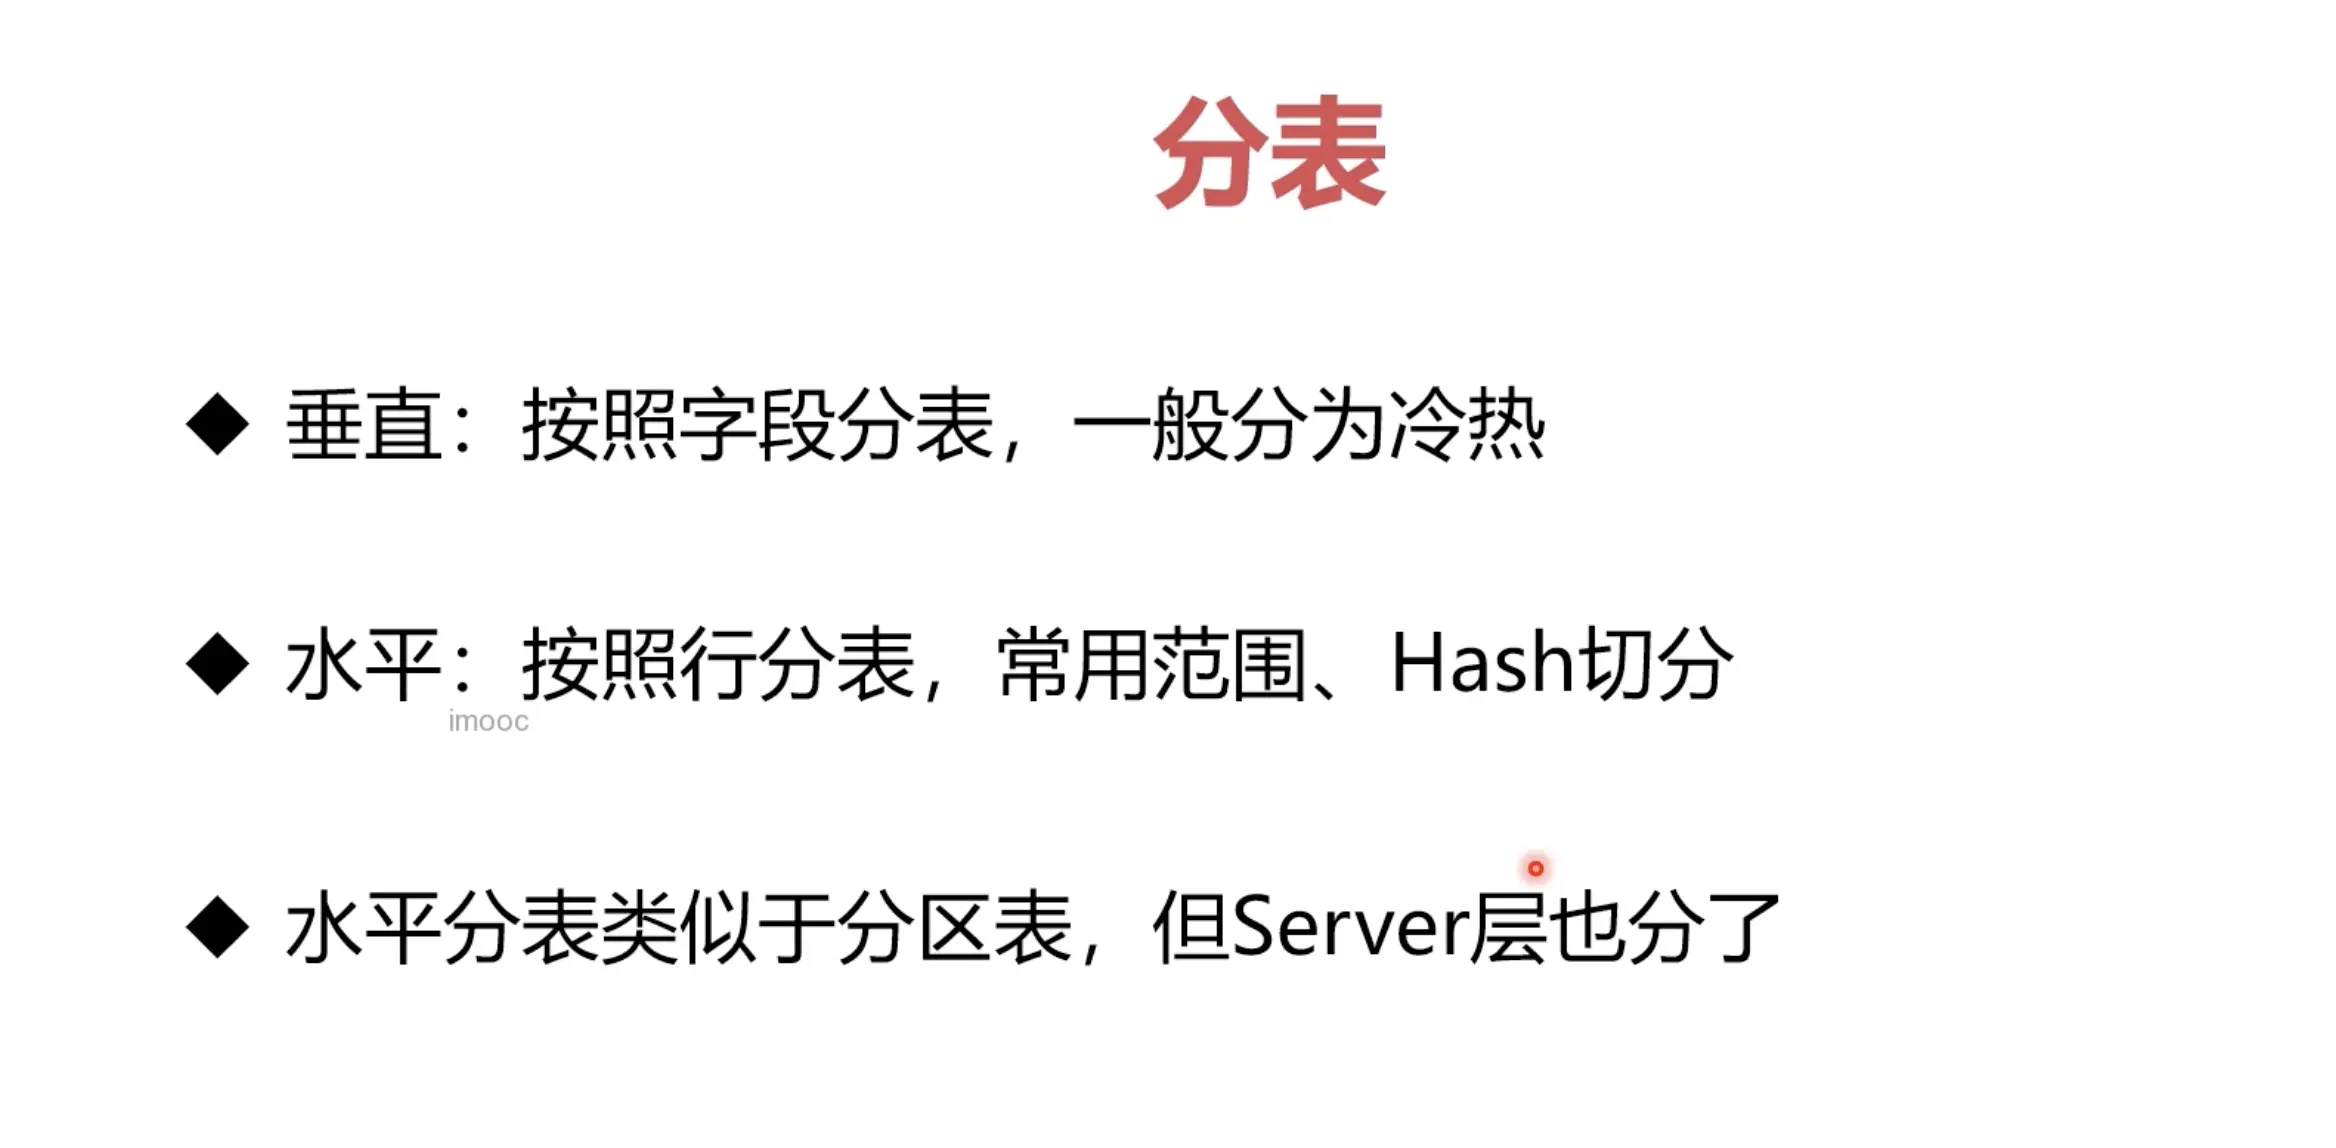 分表
垂直：按照字段分表，一般分为冷热
水平：按照行分表，常用范围、Hash切分
imooc
水平分表类似于分区表，但Server层也分了